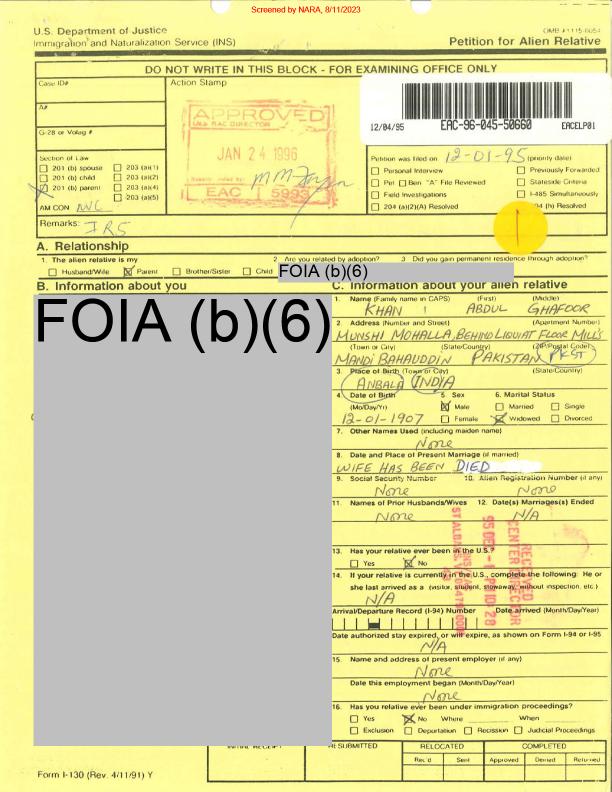 Screened by NARA, 8/11/2023
U.S. Department of Justice
Immigration and Naturalization Service (INS)
OMB #1115-0054
Petition for Alien Relative
DO NOT WRITE IN THIS BLOCK - FOR EXAMINING OFFICE ONLY
Case ID#
Action Stamp
A#
G-28 or Volag #
Section of Law
201 (b) spouse 203 (a)(1)
201 (b) child 203 (a)(2)
201 (b) parent 203 (a)(4)
203 (a)(5)
AM CON NVC
APPROVED
DIRECTOR
JAN 24 1996
EAC 5993
12/04/95 EAC-96-045-50660 EACELP01
Petition was filed on 12-01-95 (priority date)
Personal Interview Previously Forwarded
Pet Ben "A" File Reviewed Stateside Criteria
Field Investigations I-485 Simultaneously
204 (a)(2)(A) Resolved 204 (h) Resolved
Remarks: IR5
A. Relationship
1. The alien relative is my
2. Are you related by adoption?
3. Did you gain permanent residence through adoption?
Husband/Wife Parent Brother/Sister Child
FOIA (b)(6)
B. Information about you
FOIA (b)(6)
C. Information about your alien relative
1. Name (Family name in CAPS) (First) (Middle)
KHAN ABDUL GHAFOOR
2. Address (Number and Street) (Apartment Number)
MUNSHI MOHALLA, BEHIND LIQUIAT FLOOR MILLS
(Town or City) (State/Country) (ZIP/Postal Code)
MANDI BAHAUDDIN PAKISTAN PKST
3. Place of Birth (Town or City) (State/Country)
ANBALA INDIA
4. Date of Birth 5. Sex 6. Marital Status
(Mo/Day/Yr) Male Married Single
12-01-1907 Female Widowed Divorced
7. Other Names Used (including maiden name)
None
8. Date and Place of Present Marriage (if married)
WIFE HAS BEEN DIED
9. Social Security Number 10. Alien Registration Number (if any)
None None
11. Names of Prior Husbands/Wives 12. Date(s) Marriages(s) Ended
None N/A
13. Has your relative ever been in the U.S.?
Yes No
14. If your relative is currently in the U.S., complete the following: He or
she last arrived as a (visitor, student, stowaway, without inspection, etc.)
N/A
Arrival/Departure Record (I-94) Number Date arrived (Month/Day/Year)
Date authorized stay expired, or will expire, as shown on Form I-94 or I-95
N/A
15. Name and address of present employer (if any)
None
Date this employment began (Month/Day/Year)
None
16. Has your relative ever been under immigration proceedings?
Yes No Where When
Exclusion Deportation Recission Judicial Proceedings
RECEIVED
CENTER DIRECTOR
INITIAL RECEIPT RESUBMITTED RELOCATED COMPLETED
Rec'd Sent Approved Denied Returned
Form I-130 (Rev. 4/11/91) Y